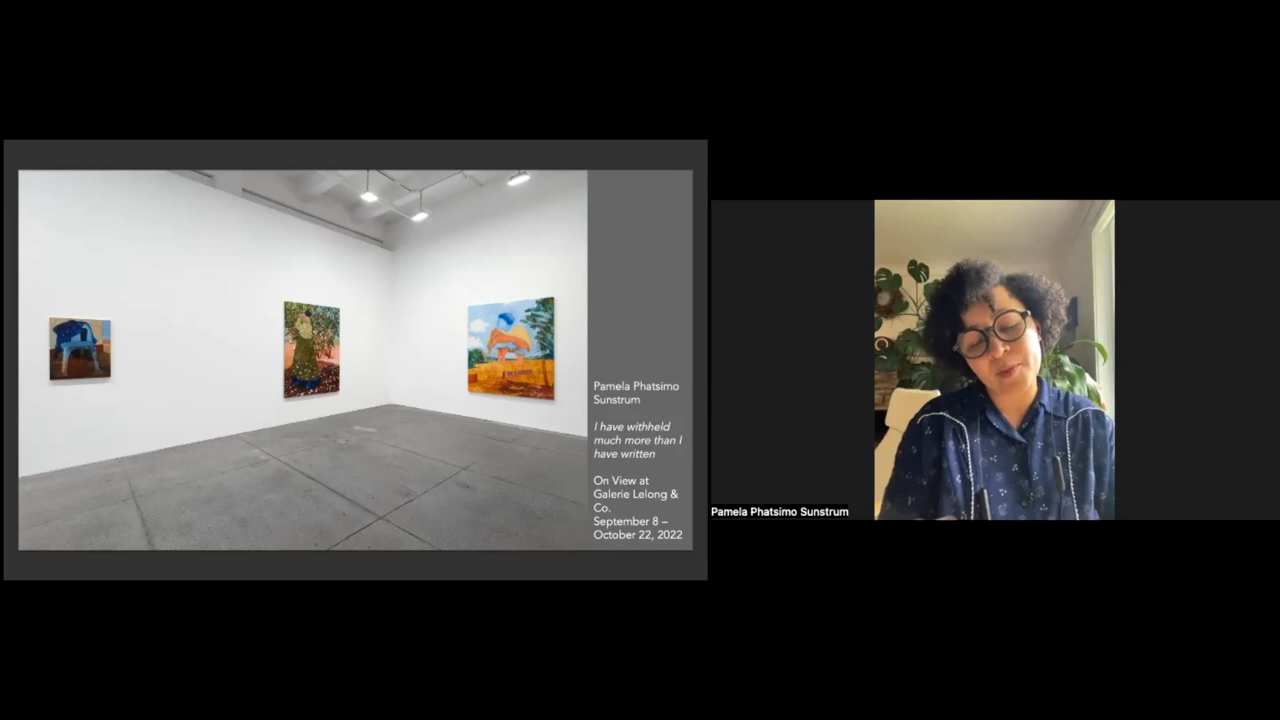 Pamela Phatsimo
Sunstrum
I have withheld
much more than I
have written
On View at
Galerie Lelong &
Co.
September 8 –
October 22, 2022
Pamela Phatsimo Sunstrum